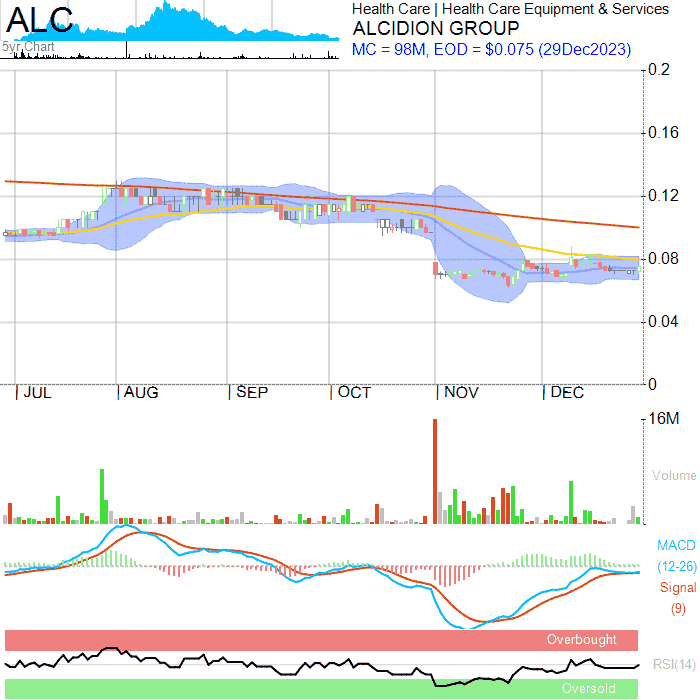 ALC
5yr Chart
Health Care | Health Care Equipment & Services
ALCIDION GROUP
MC = 98M, EOD = $0.075 (29Dec2023)
0.2
0.16
0.12
0.08
0.04
0
| JUL | AUG | SEP | OCT | NOV | DEC
16M
Volume
MACD
(12-26)
Signal
(9)
Overbought
RSI(14)
Oversold